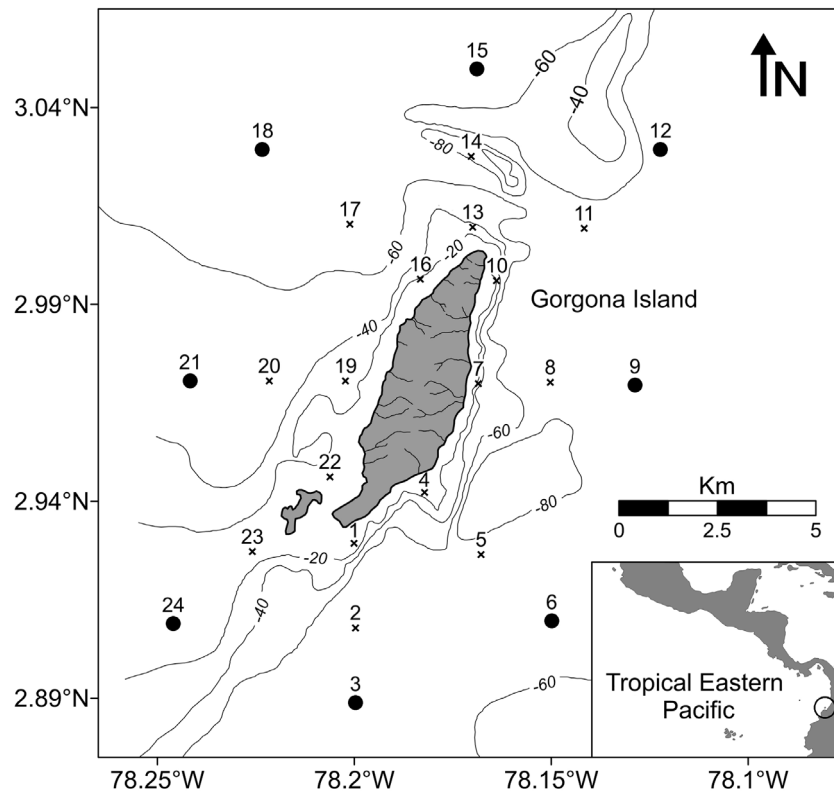 15
-60
N
3.04°N
-40
18
12
14
-80
17
13
11
-60
-20
16
10
2.99°N
Gorgona Island
-40
21
20
19
7
8
9
-60
22
4
2.94°N
Km
-80
0
2.5
5
23
1
5
-20
24
-40
2
6
3
-60
Tropical Eastern
Pacific
2.89°N
78.25°W
78.2°W
78.15°W
78.1°W